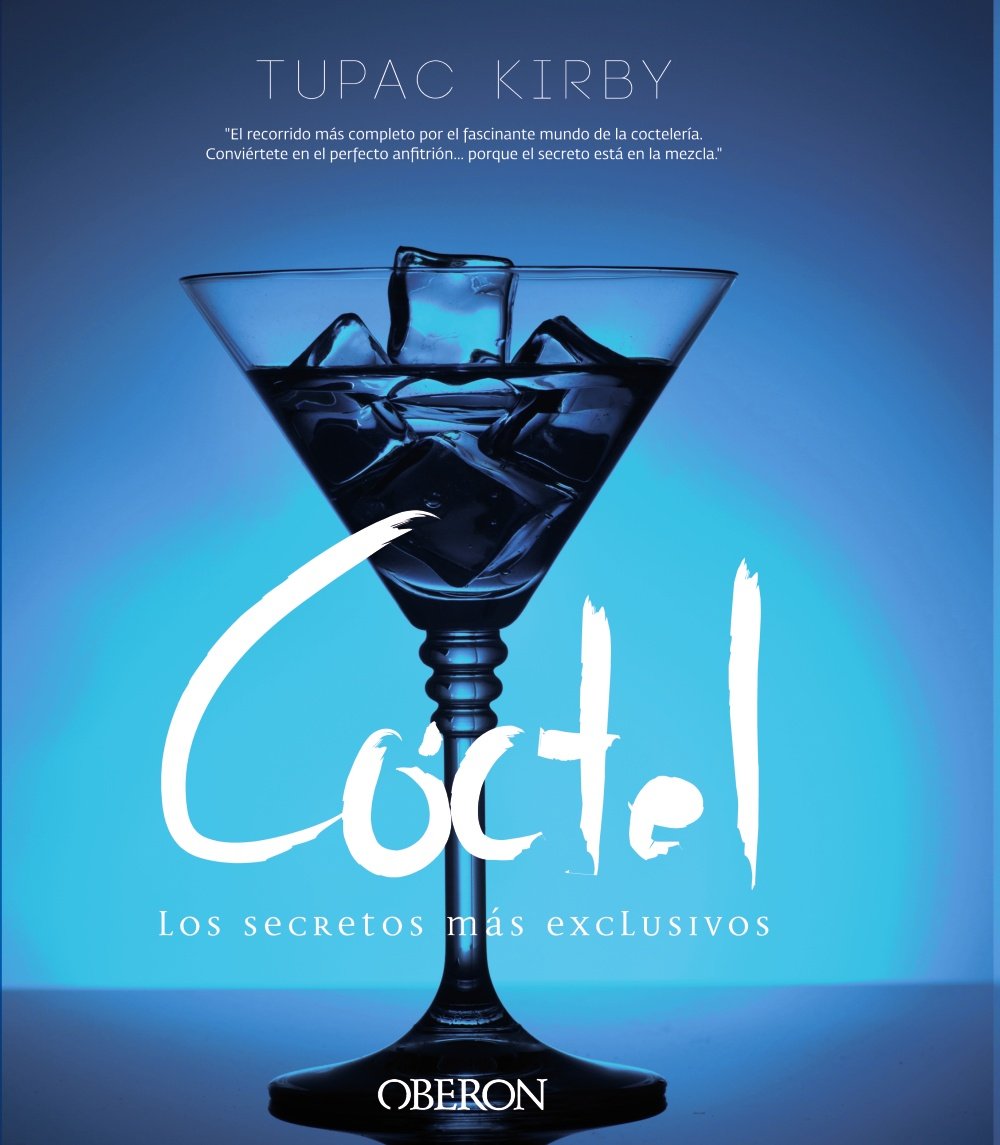 TUPAC KIRBY
"El recorrido más completo por el fascinante mundo de la coctelería.
Conviértete en el perfecto anfitrión... porque el secreto está en la mezcla."
Cóctel
Los secretos más exclusivos
OBERON